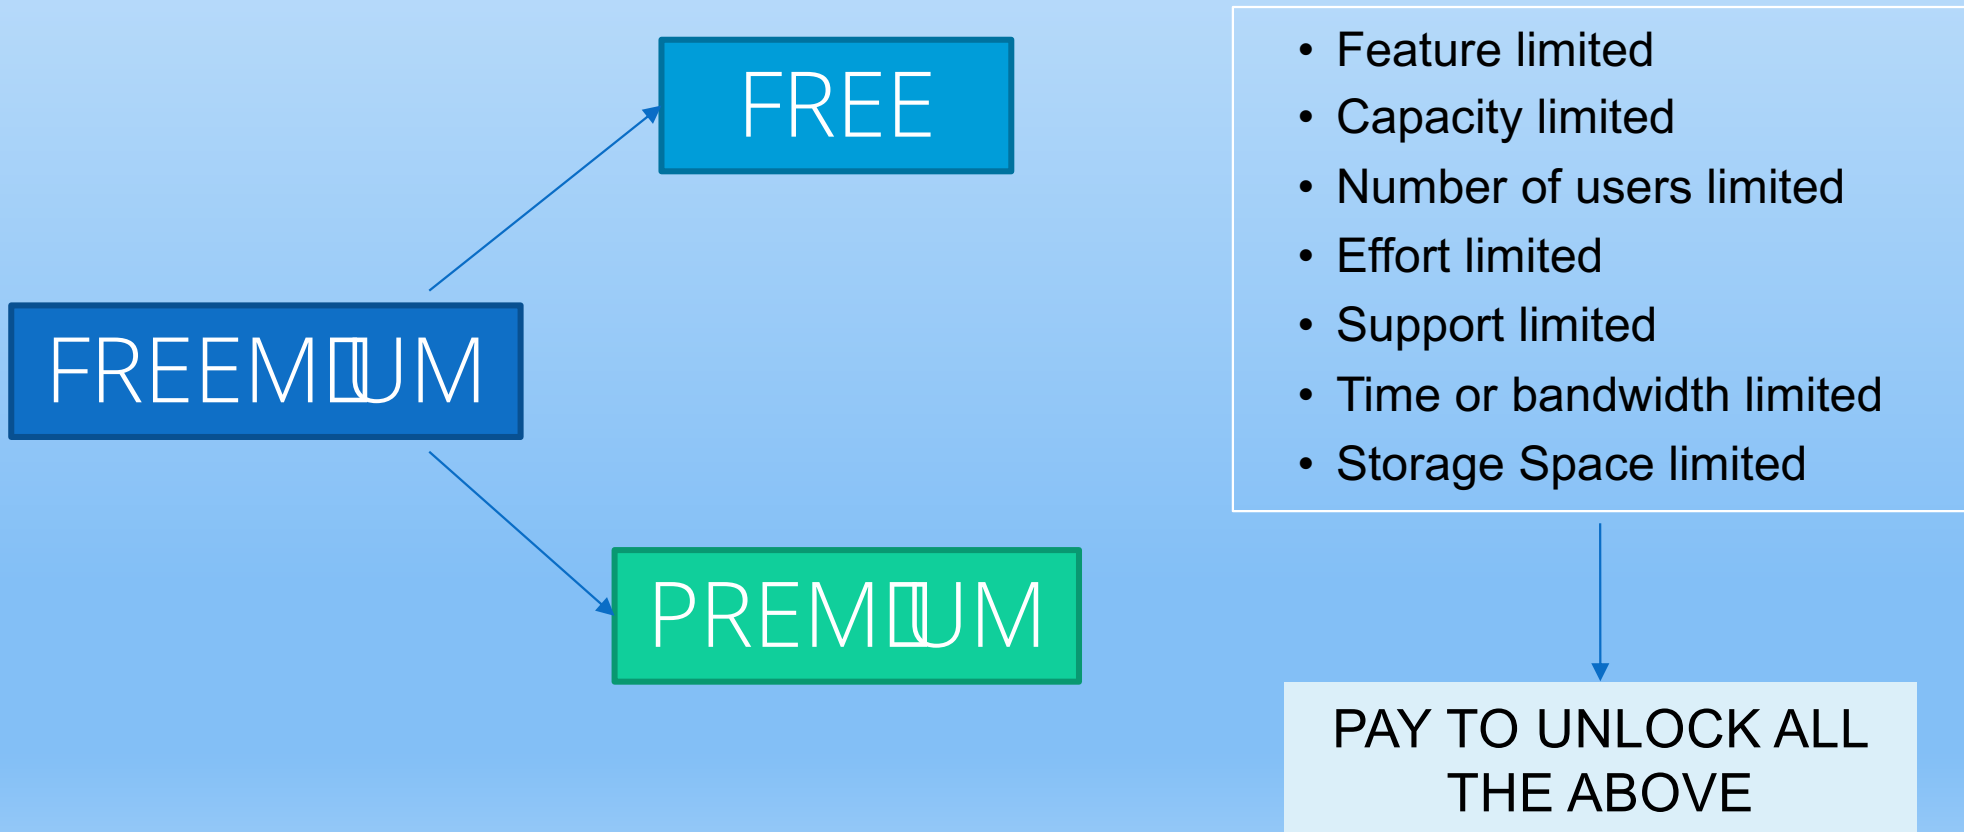 FREE
FREEMIUM
PREMIUM
• Feature limited
• Capacity limited
• Number of users limited
• Effort limited
• Support limited
• Time or bandwidth limited
• Storage Space limited
PAY TO UNLOCK ALL
THE ABOVE